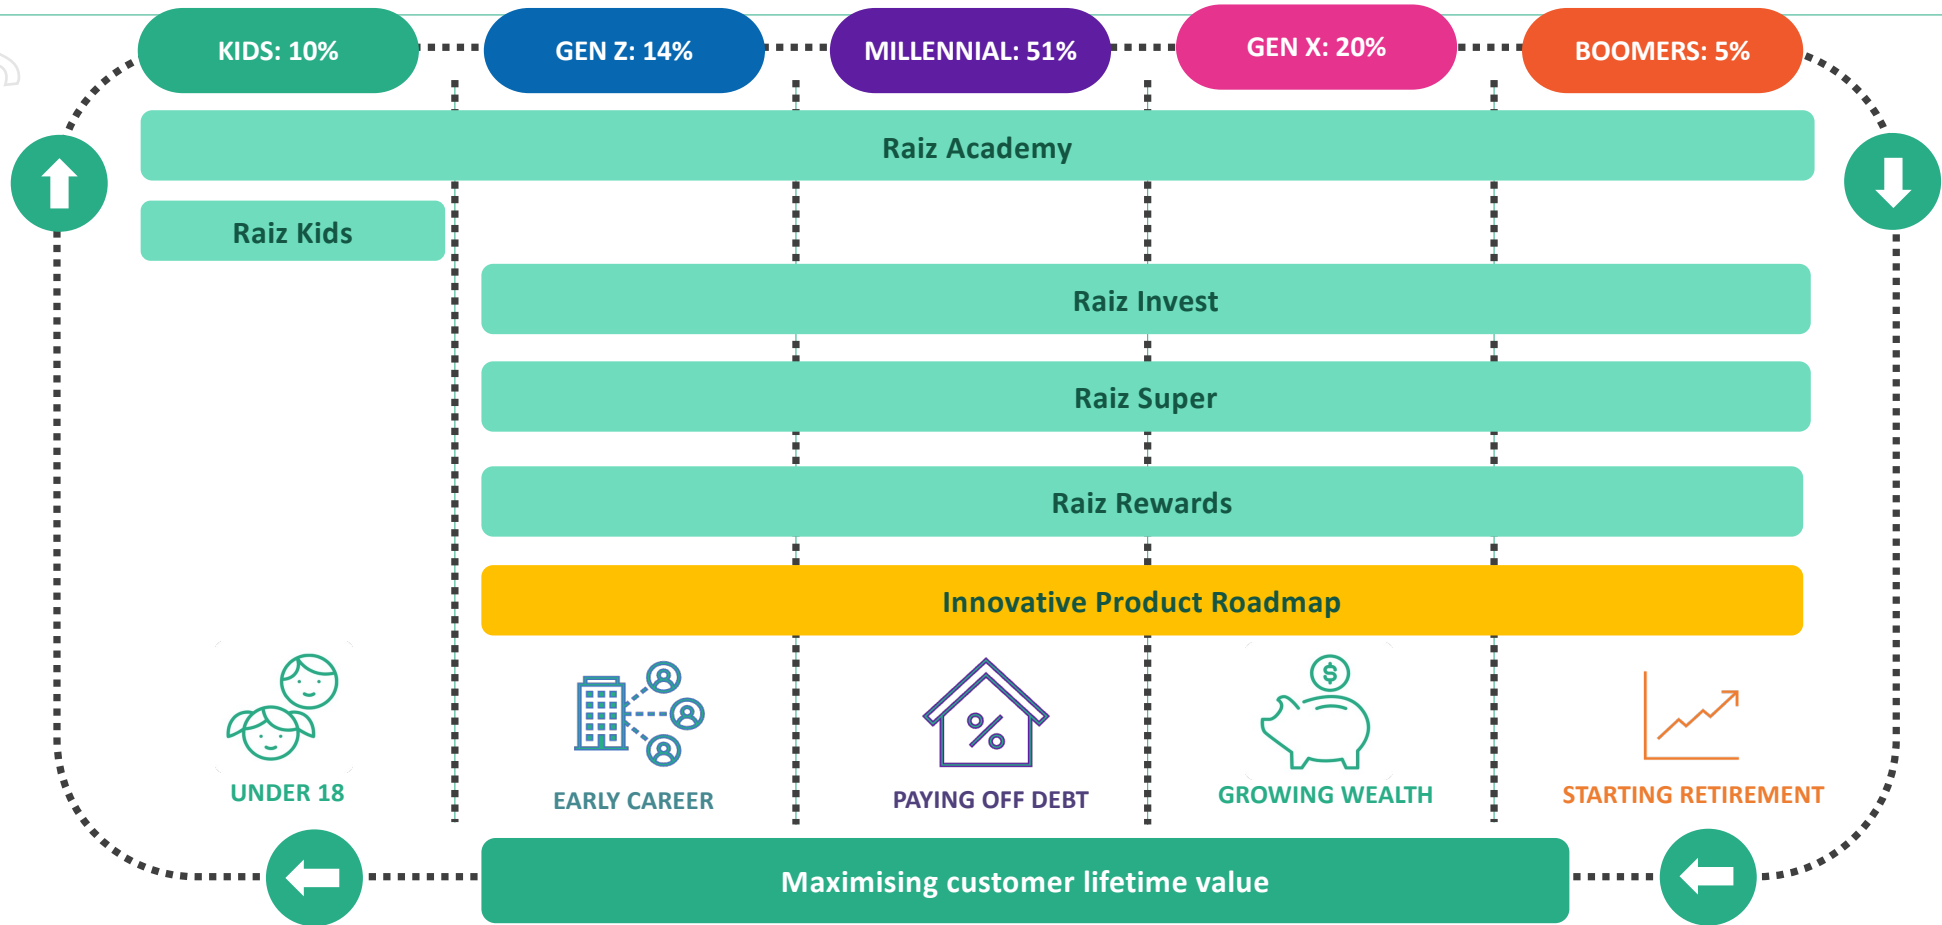 KIDS: 10%
GEN Z: 14%
MILLENNIAL: 51%
GEN X: 20%
BOOMERS: 5%
Raiz Academy
Raiz Kids
Raiz Invest
Raiz Super
Raiz Rewards
Innovative Product Roadmap
%
$
UNDER 18
EARLY CAREER
PAYING OFF DEBT
GROWING WEALTH
STARTING RETIREMENT
Maximising customer lifetime value